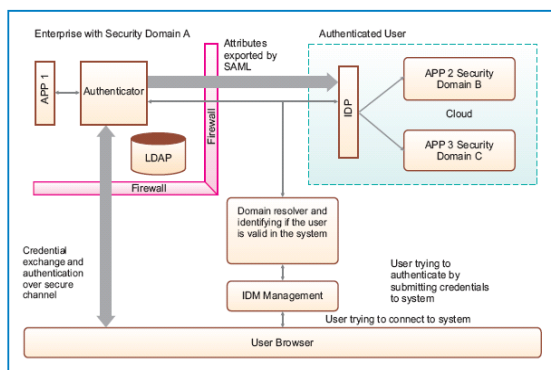 Enterprise with Security Domain A
Attributes
exported by
SAML
Authenticated User
APP 1
Authenticator
LDAP
Firewall
Firewall
IDP
APP 2 Security
Domain B
Cloud
APP 3 Security
Domain C
Domain resolver and
identifying if the user
is valid in the system
Credential
exchange and
authentication
over secure
channel
IDM Management
User trying to
authenticate by
submitting credentials
to system
User trying to connect to system
User Browser